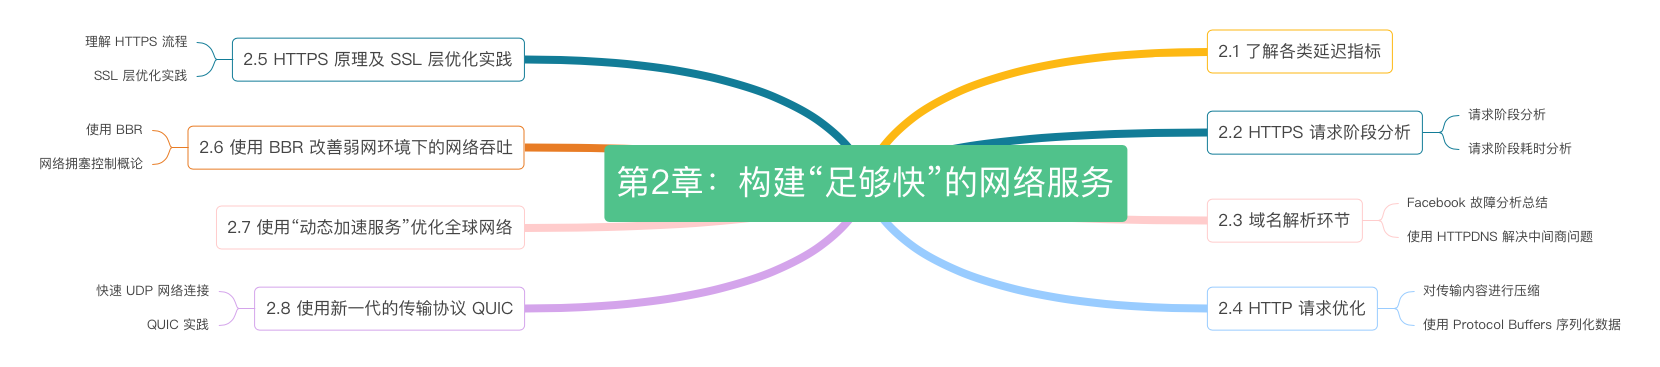 第2章：构建“足够快”的网络服务
2.1 了解各类延迟指标
2.2 HTTPS 请求阶段分析
请求阶段分析
请求阶段耗时分析
2.3 域名解析环节
Facebook 故障分析总结
使用 HTTPDNS 解决中间商问题
2.4 HTTP 请求优化
对传输内容进行压缩
使用 Protocol Buffers 序列化数据
2.5 HTTPS 原理及 SSL 层优化实践
理解 HTTPS 流程
SSL 层优化实践
2.6 使用 BBR 改善弱网环境下的网络吞吐
使用 BBR
网络拥塞控制概论
2.7 使用“动态加速服务”优化全球网络
2.8 使用新一代的传输协议 QUIC
快速 UDP 网络连接
QUIC 实践